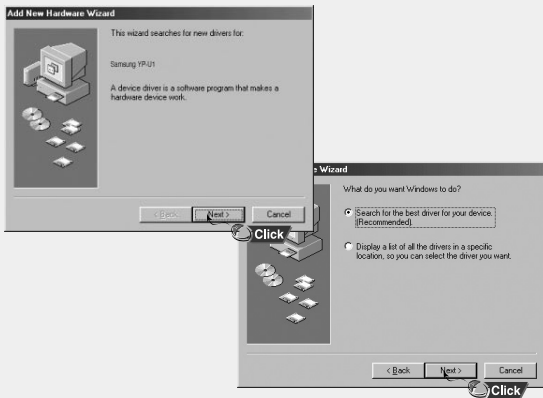 Add New Hardware Wizard
This wizard searches for new drivers for:
Samsung YP-U1
A device driver is a software program that makes a
hardware device work.
< Back
Next >
Cancel
Click
e Wizard
What do you want Windows to do?
Search for the best driver for your device.
(Recommended).
Display a list of all the drivers in a specific
location, so you can select the driver you want.
< Back
Next >
Cancel
Click